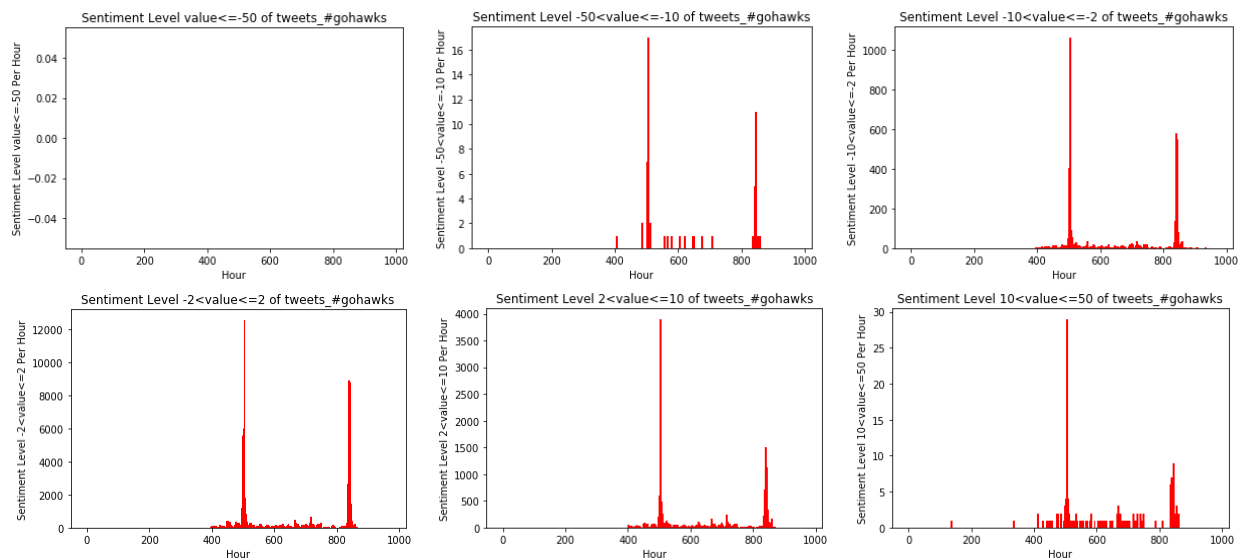 Sentiment Level value<=-50 of tweets_#gohawks
Sentiment Level value<=-50 Per Hour
0.04
0.02
0.00
−0.02
−0.04
0 200 400 600 800 1000
Hour
Sentiment Level -50<value<=-10 of tweets_#gohawks
Sentiment Level -50<value<=-10 Per Hour
16
14
12
10
8
6
4
2
0
0 200 400 600 800 1000
Hour
Sentiment Level -10<value<=-2 of tweets_#gohawks
Sentiment Level -10<value<=-2 Per Hour
1000
800
600
400
200
0
0 200 400 600 800 1000
Hour
Sentiment Level -2<value<=2 of tweets_#gohawks
Sentiment Level -2<value<=2 Per Hour
12000
10000
8000
6000
4000
2000
0
0 200 400 600 800 1000
Hour
Sentiment Level 2<value<=10 of tweets_#gohawks
Sentiment Level 2<value<=10 Per Hour
4000
3500
3000
2500
2000
1500
1000
500
0
0 200 400 600 800 1000
Hour
Sentiment Level 10<value<=50 of tweets_#gohawks
Sentiment Level 10<value<=50 Per Hour
30
25
20
15
10
5
0
0 200 400 600 800 1000
Hour